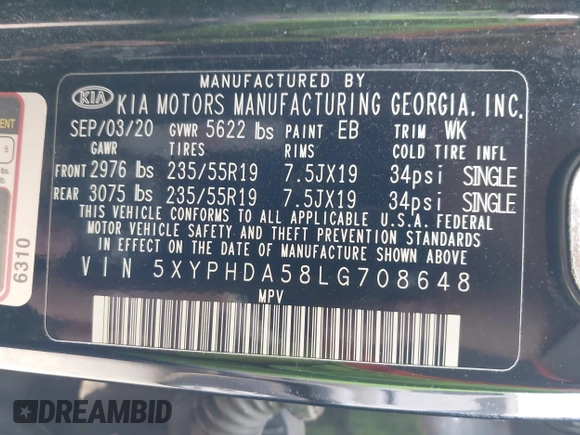 MANUFACTURED BY
KIA KIA MOTORS MANUFACTURING GEORGIA, INC.
SEP/03/20 GVWR 5622 lbs PAINT EB TRIM WK
GAWR TIRES RIMS COLD TIRE INFL
FRONT 2976 lbs 235/55R19 7.5JX19 34psi SINGLE
REAR 3075 lbs 235/55R19 7.5JX19 34psi SINGLE
THIS VEHICLE CONFORMS TO ALL APPLICABLE U.S.A. FEDERAL
MOTOR VEHICLE SAFETY AND THEFT PREVENTION STANDARDS
IN EFFECT ON THE DATE OF MANUFACTURE SHOWN ABOVE.
VIN 5XYPHDA58LG708648
MPV
5
6310
DREAMBID